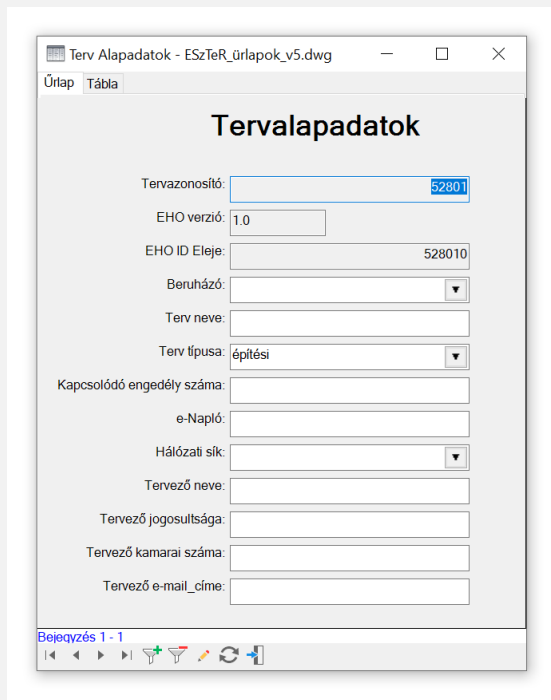 Terv Alapadatok - ESzTeR_ürlapok_v5.dwg
Űrlap Tábla
Tervalapadatok
Tervazonosító: 52801
EHO verzió: 1.0
EHO ID Eleje: 528010
Beruházó:
Terv neve:
Terv típusa: építési
Kapcsolódó engedély száma:
e-Napló:
Hálózati sík:
Tervező neve:
Tervező jogosultsága:
Tervező kamarai száma:
Tervező e-mail_címe:
Bejegyzés 1 - 1